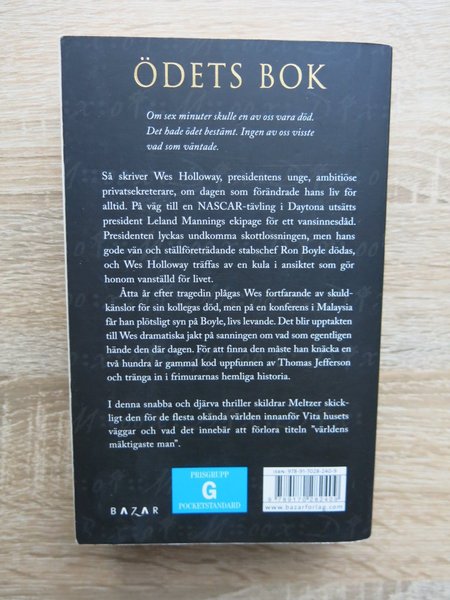 ÖDETS BOK
Om sex minuter skulle en av oss vara död.
Det hade ödet bestämt. Ingen av oss visste
vad som väntade.
Så skriver Wes Holloway, presidentens unge, ambitiöse
privatsekreterare, om dagen som förändrade hans liv för
alltid. På väg till en NASCAR-tävling i Daytona utsätts
president Leland Mannings ekipage för ett vansinnesdåd.
Presidenten lyckas undkomma skottlossningen, men hans
gode vän och ställföreträdande stabschef Ron Boyle dödas,
och Wes Holloway träffas av en kula i ansiktet som gör
honom vanställd för livet.
Åtta år efter tragedin plågas Wes fortfarande av skuld-
känslor för sin kollegas död, men på en konferens i Malaysia
får han plötsligt syn på Boyle, livs levande. Det blir upptakten
till Wes dramatiska jakt på sanningen om vad som egentligen
hände den där dagen. För att finna den måste han knäcka en
två hundra år gammal kod uppfunnen av Thomas Jefferson
och tränga in i frimurarnas hemliga historia.
I denna snabba och djärva thriller skildrar Meltzer skick-
ligt den för de flesta okända världen innanför Vita husets
väggar och vad det innebär att förlora titeln "världens
mäktigaste man".
PRISGRUPP
G
POCKETSTANDARD
BAZAR
ISBN: 978-91-7028-240-9
9 789170 282409
www.bazarforlag.com